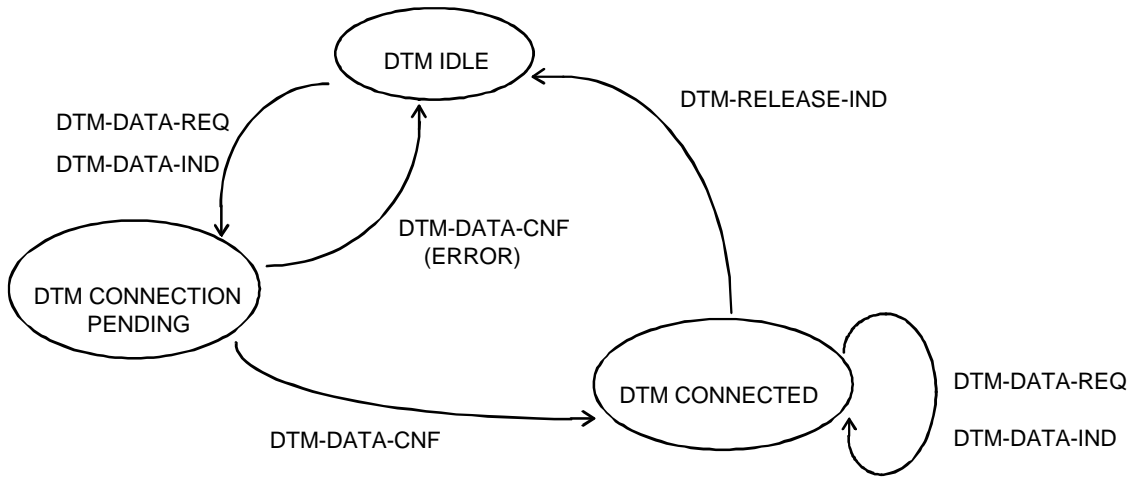 DTM IDLE
DTM-RELEASE-IND
DTM-DATA-REQ
DTM-DATA-IND
DTM-DATA-CNF
(ERROR)
DTM CONNECTION
PENDING
DTM CONNECTED
DTM-DATA-REQ
DTM-DATA-IND
DTM-DATA-CNF